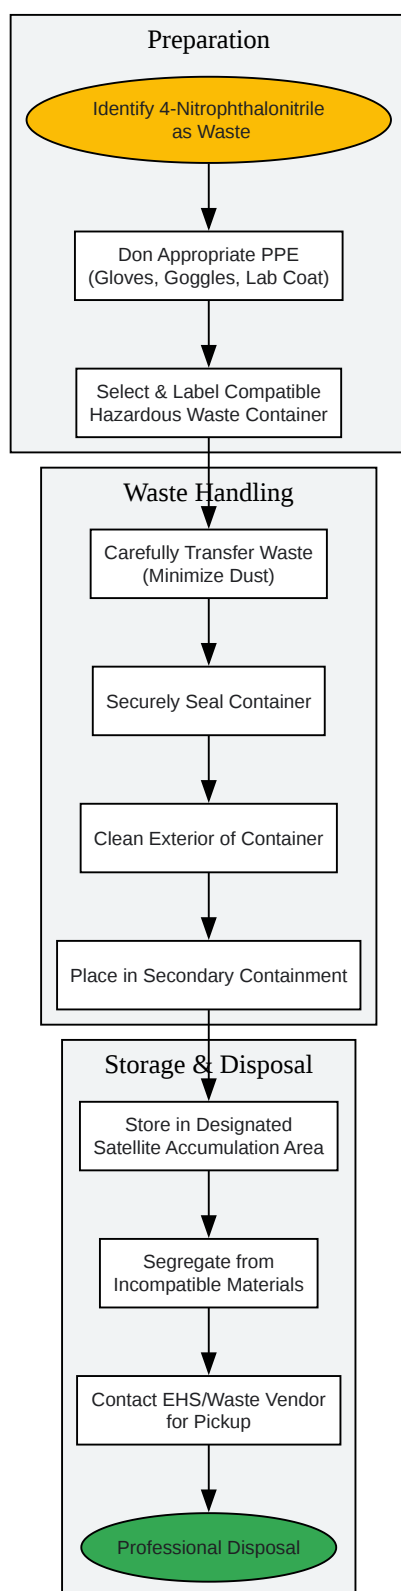 Preparation
Identify 4-Nitrophthalonitrile
as Waste
Don Appropriate PPE
(Gloves, Goggles, Lab Coat)
Select & Label Compatible
Hazardous Waste Container
Waste Handling
Carefully Transfer Waste
(Minimize Dust)
Securely Seal Container
Clean Exterior of Container
Place in Secondary Containment
Storage & Disposal
Store in Designated
Satellite Accumulation Area
Segregate from
Incompatible Materials
Contact EHS/Waste Vendor
for Pickup
Professional Disposal